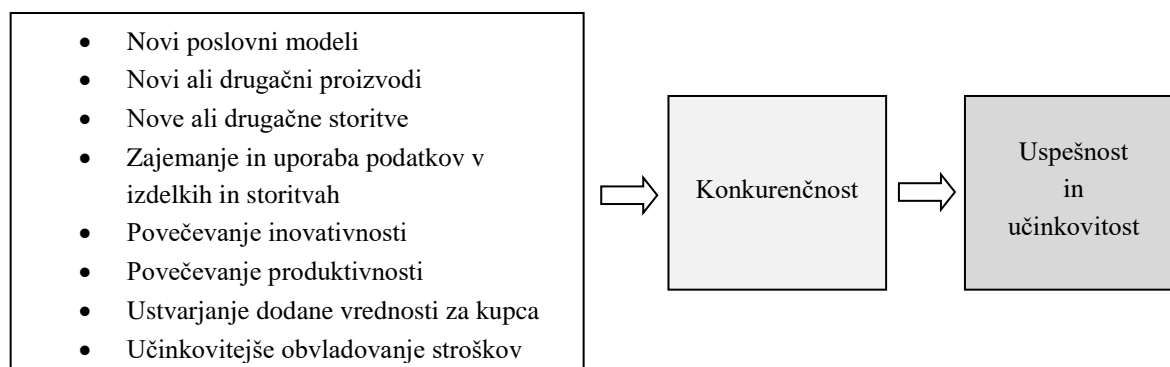 • Novi poslovni modeli
• Novi ali drugačni proizvodi
• Nove ali drugačne storitve
• Zajemanje in uporaba podatkov v
izdelkih in storitvah
• Povečevanje inovativnosti
• Povečevanje produktivnosti
• Ustvarjanje dodane vrednosti za kupca
• Učinkovitejše obvladovanje stroškov
Konkurenčnost
Uspešnost
in
učinkovitost